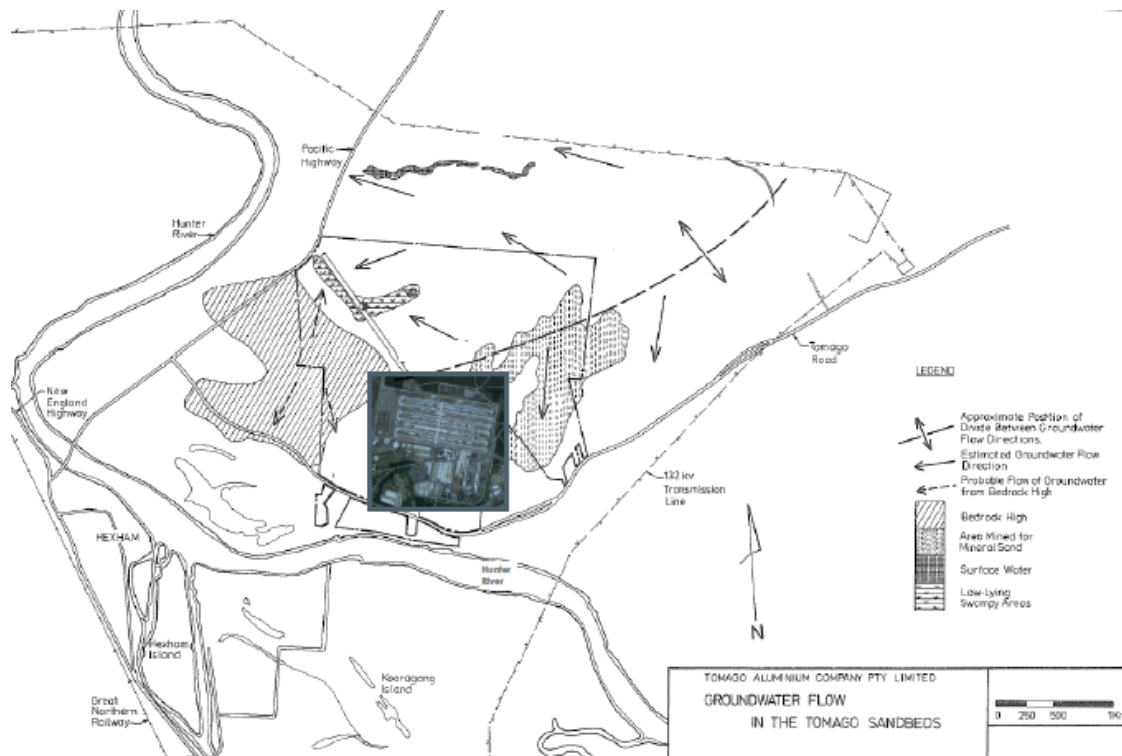 Pacific
Highway
Hunter
River
Tomago
Road
New
England
Highway
132 kv
Transmission
Line
HEXHAM
Hunter
River
Hexham
Island
Kooragang
Island
Great
Northern
Railway
N
LEGEND
Approximate Position of
Divide Between Groundwater
Flow Directions.
Estimated Groundwater Flow
Direction
Probable Flow of Groundwater
from Bedrock High
Bedrock High
Area Mined for
Mineral Sand
Surface Water
Low-Lying
Swampy Areas
TOMAGO ALUMINIUM COMPANY PTY LIMITED
GROUNDWATER FLOW
IN THE TOMAGO SANDBEDS
0 250 500